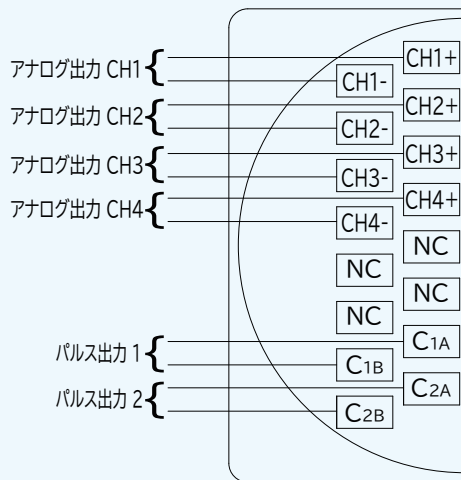 アナログ出力 CH1
CH1+
CH1-
アナログ出力 CH2
CH2+
CH2-
アナログ出力 CH3
CH3+
CH3-
アナログ出力 CH4
CH4+
CH4-
NC
NC
NC
NC
パルス出力 1
C1A
C1B
パルス出力 2
C2A
C2B